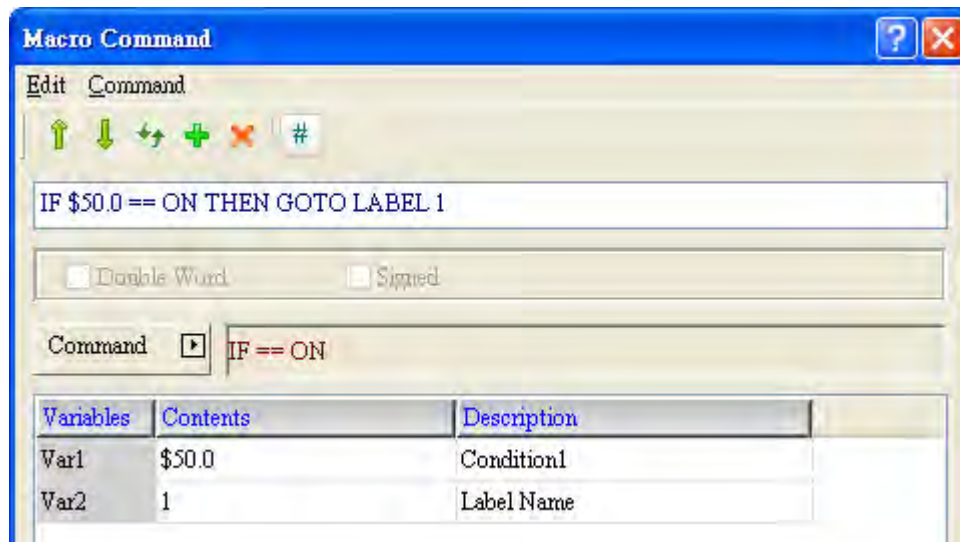 Macro Command
Edit Command
#
IF $50.0 == ON THEN GOTO LABEL 1
Double Word Signed
Command IF == ON
Variables Contents Description
Var1 $50.0 Condition1
Var2 1 Label Name